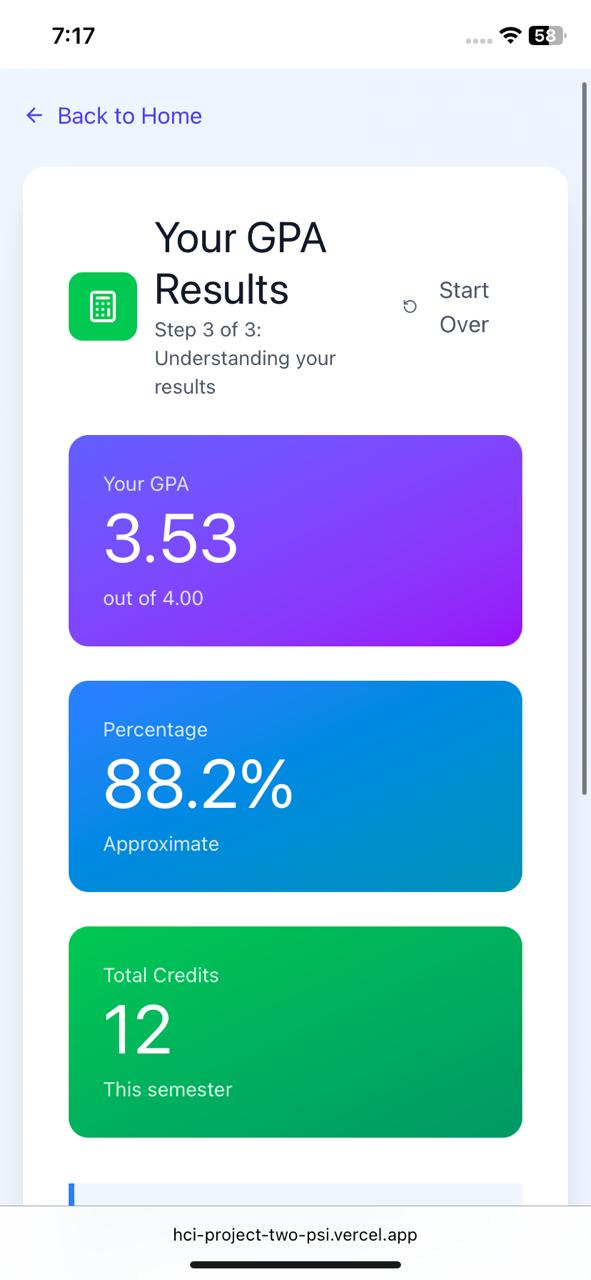 7:17
58
Back to Home
Your GPA
Results
Step 3 of 3:
Understanding your
results
Start
Over
Your GPA
3.53
out of 4.00
Percentage
88.2%
Approximate
Total Credits
12
This semester
hci-project-two-psi.vercel.app